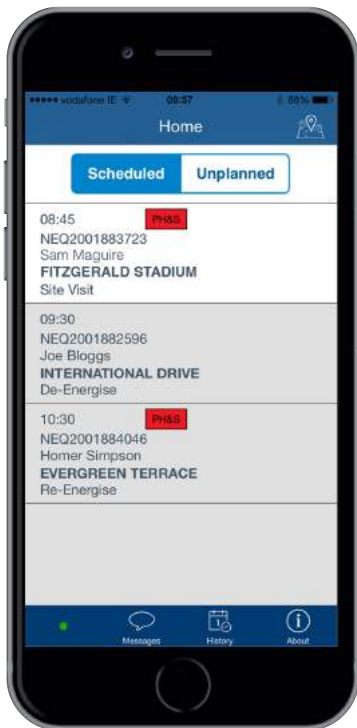 vodafone IE 09:57 88%
Home
Scheduled Unplanned
08:45 PH&S
NEQ2001883723
Sam Maguire
FITZGERALD STADIUM
Site Visit
09:30
NEQ2001882596
Joe Bloggs
INTERNATIONAL DRIVE
De-Energise
10:30 PH&S
NEQ2001884046
Homer Simpson
EVERGREEN TERRACE
Re-Energise
1
Messages History About